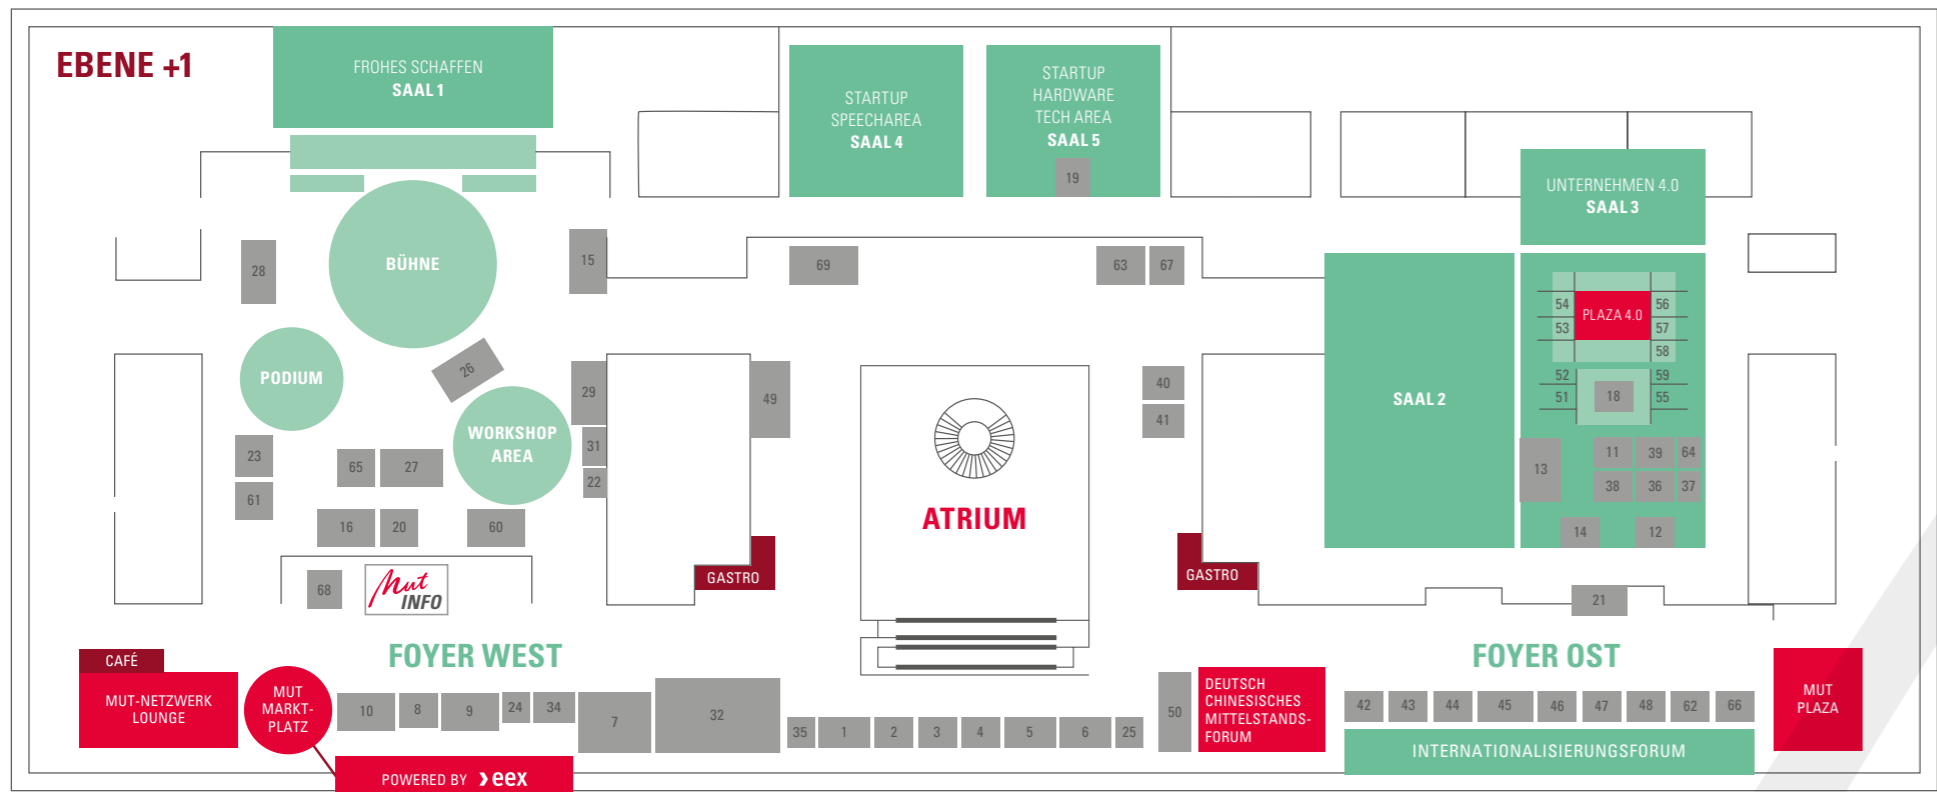 EBENE +1
FROHES SCHAFFEN
SAAL 1
STARTUP
SPEECHAREA
SAAL 4
STARTUP
HARDWARE
TECH AREA
SAAL 5
19
UNTERNEHMEN 4.0
SAAL 3
28
BÜHNE
15
69
63
67
54
53
PLAZA 4.0
56
57
58
PODIUM
26
29
49
40
41
SAAL 2
52
51
18
59
55
WORKSHOP
AREA
23
65
27
31
22
61
16
20
60
13
11
39
64
38
36
37
14
12
ATRIUM
GASTRO
GASTRO
68
Mut
INFO
21
FOYER WEST
FOYER OST
CAFÉ
MUT-NETZWERK
LOUNGE
MUT
MARKT-
PLATZ
10
8
9
24
34
7
32
35
1
2
3
4
5
6
25
50
DEUTSCH
CHINESISCHES
MITTELSTANDS-
FORUM
42
43
44
45
46
47
48
62
66
MUT
PLAZA
INTERNATIONALISIERUNGSFORUM
POWERED BY eex